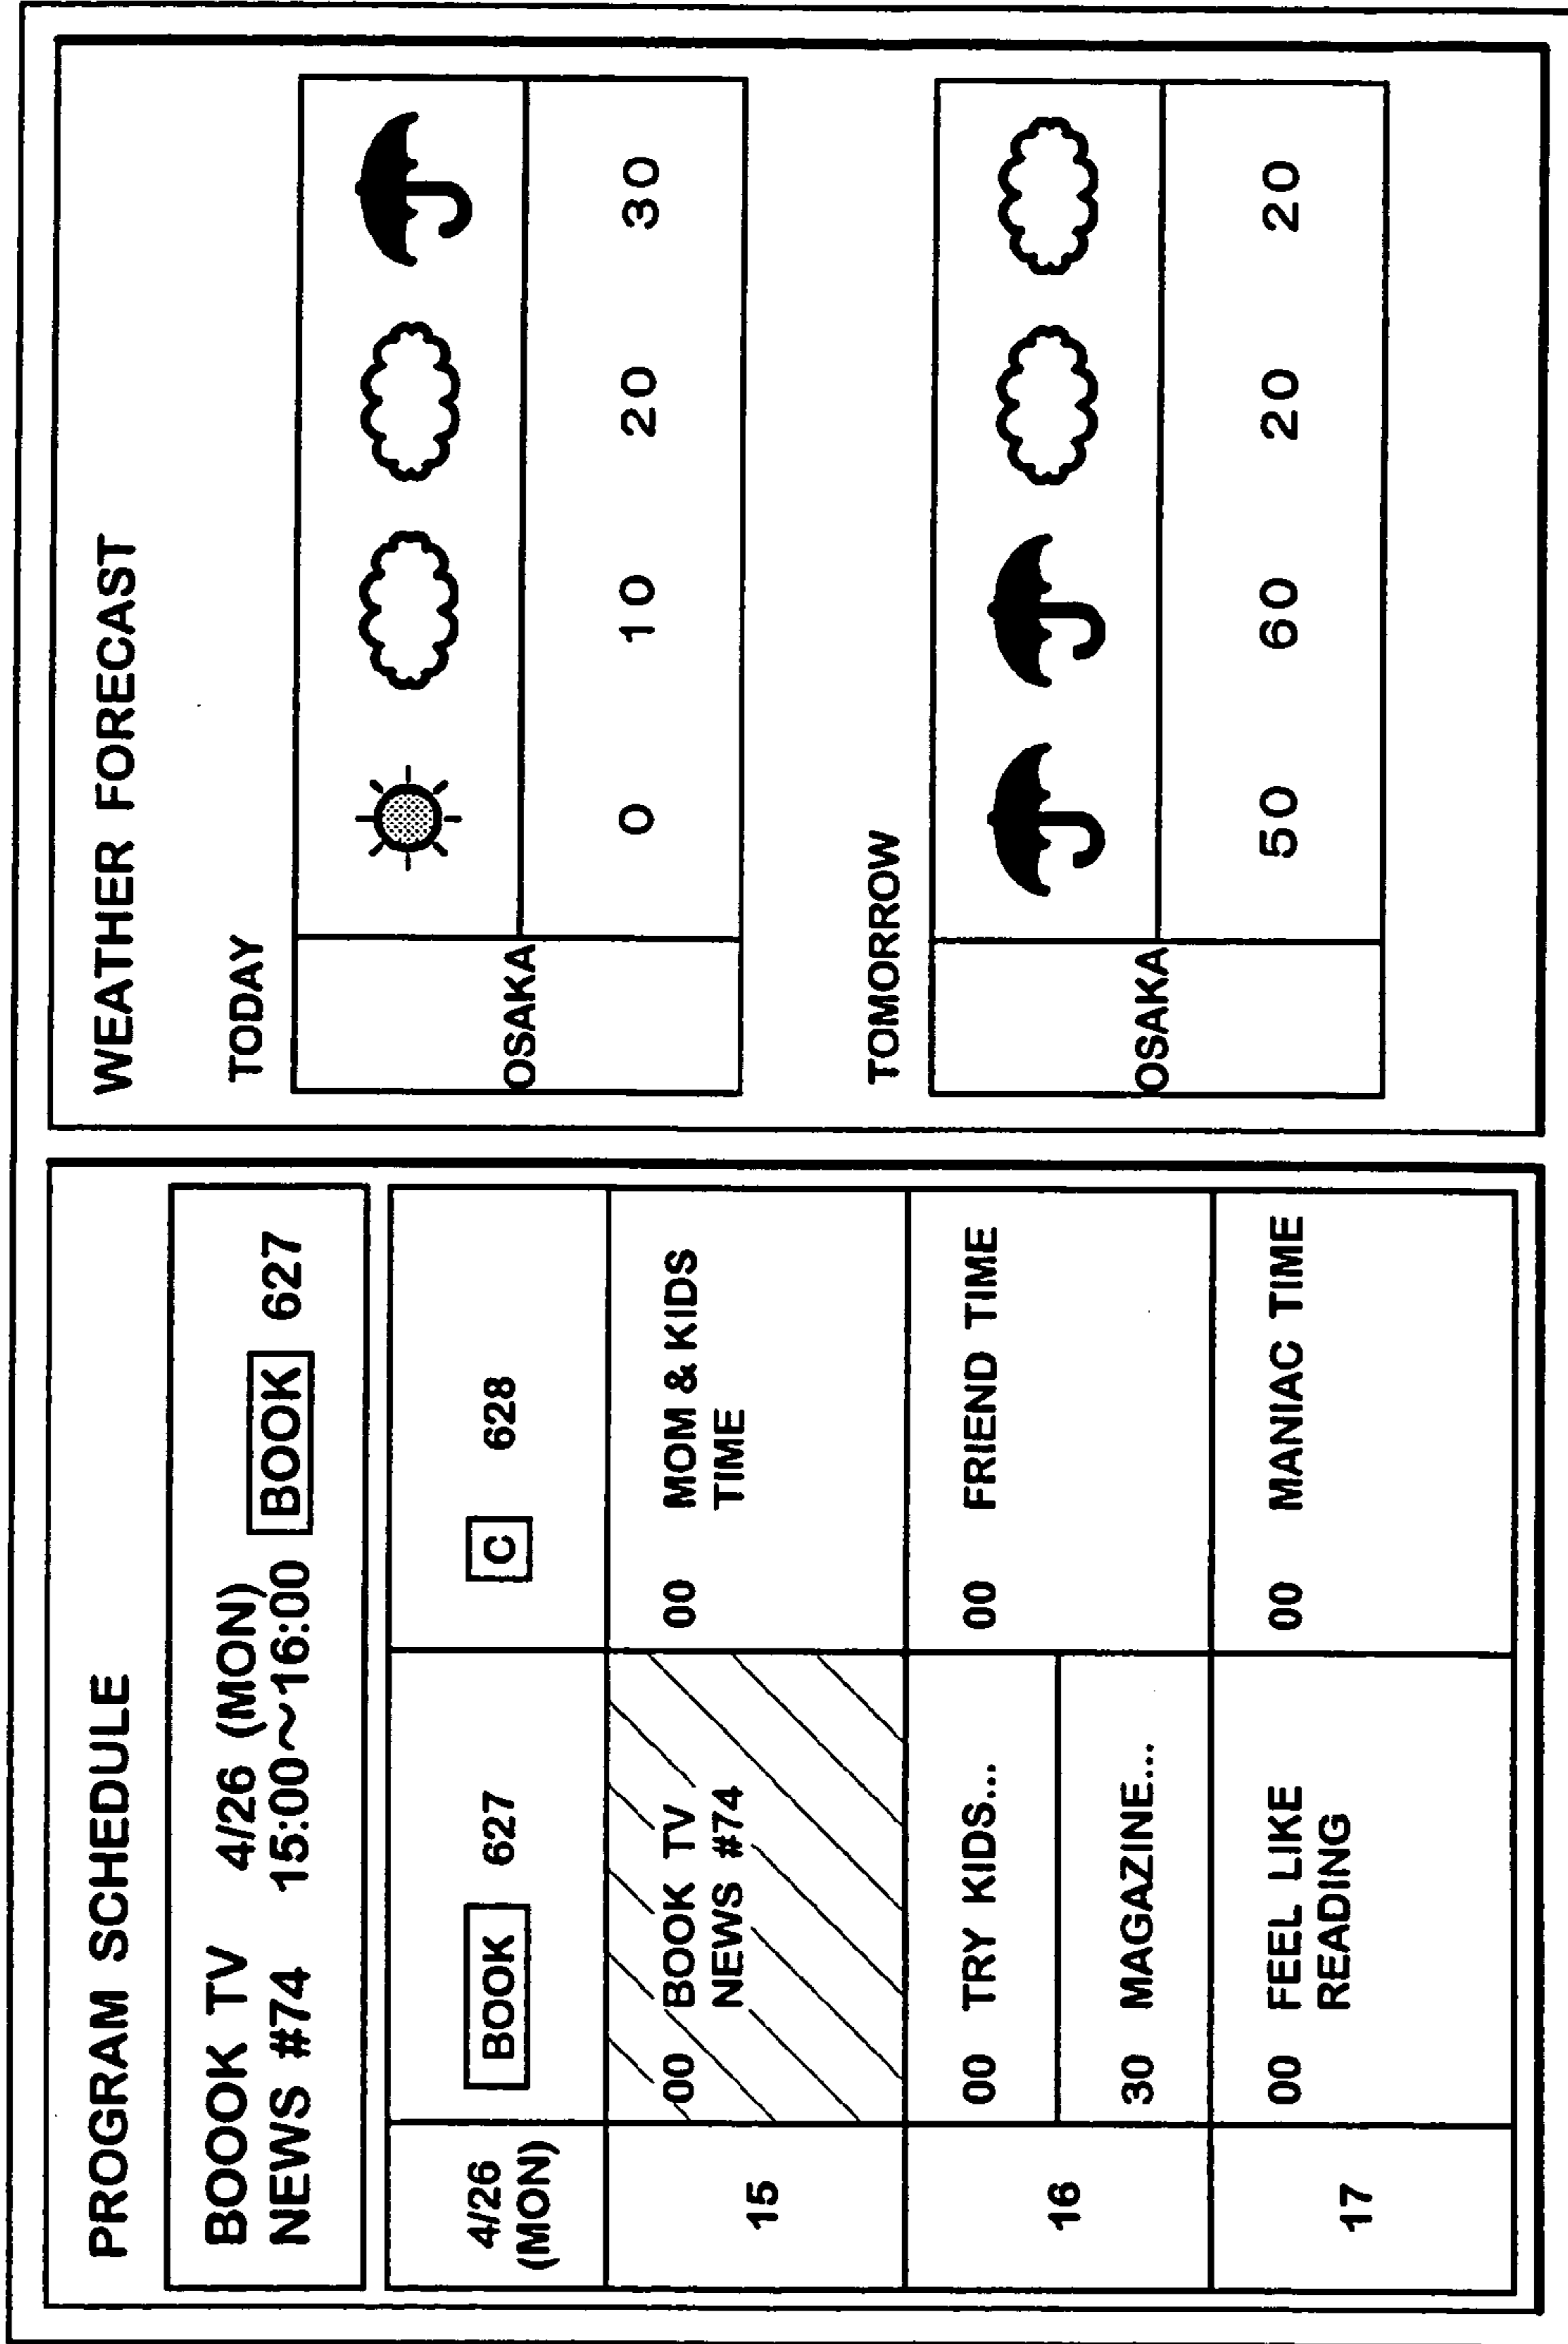 PROGRAM SCHEDULE
BOOK TV 4/26 (MON)
NEWS #74 15:00~16:00 BOOK 627
4/26
(MON)
BOOK 627
C 628
15
00 BOOK TV
NEWS #74
00 MOM & KIDS
TIME
16
00 TRY KIDS...
30 MAGAZINE...
00 FRIEND TIME
17
00 FEEL LIKE
READING
00 MANIAC TIME
WEATHER FORECAST
TODAY
OSAKA
0 10 20 30
TOMORROW
OSAKA
50 60 20 20